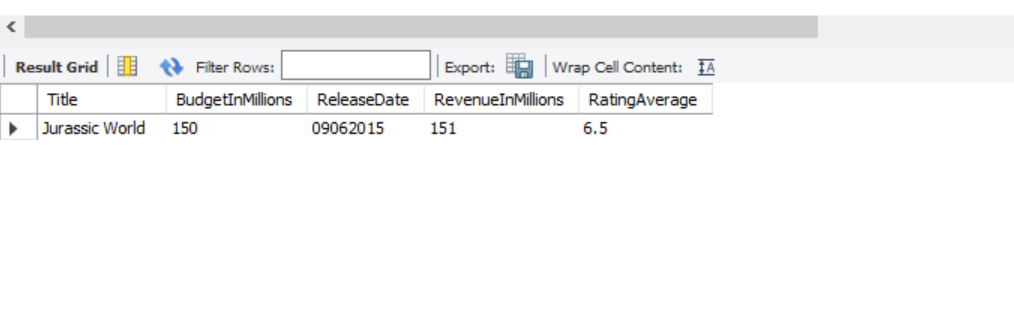 Result Grid Filter Rows: Export: Wrap Cell Content: IA
Title BudgetInMillions ReleaseDate RevenueInMillions RatingAverage
Jurassic World 150 09062015 151 6.5